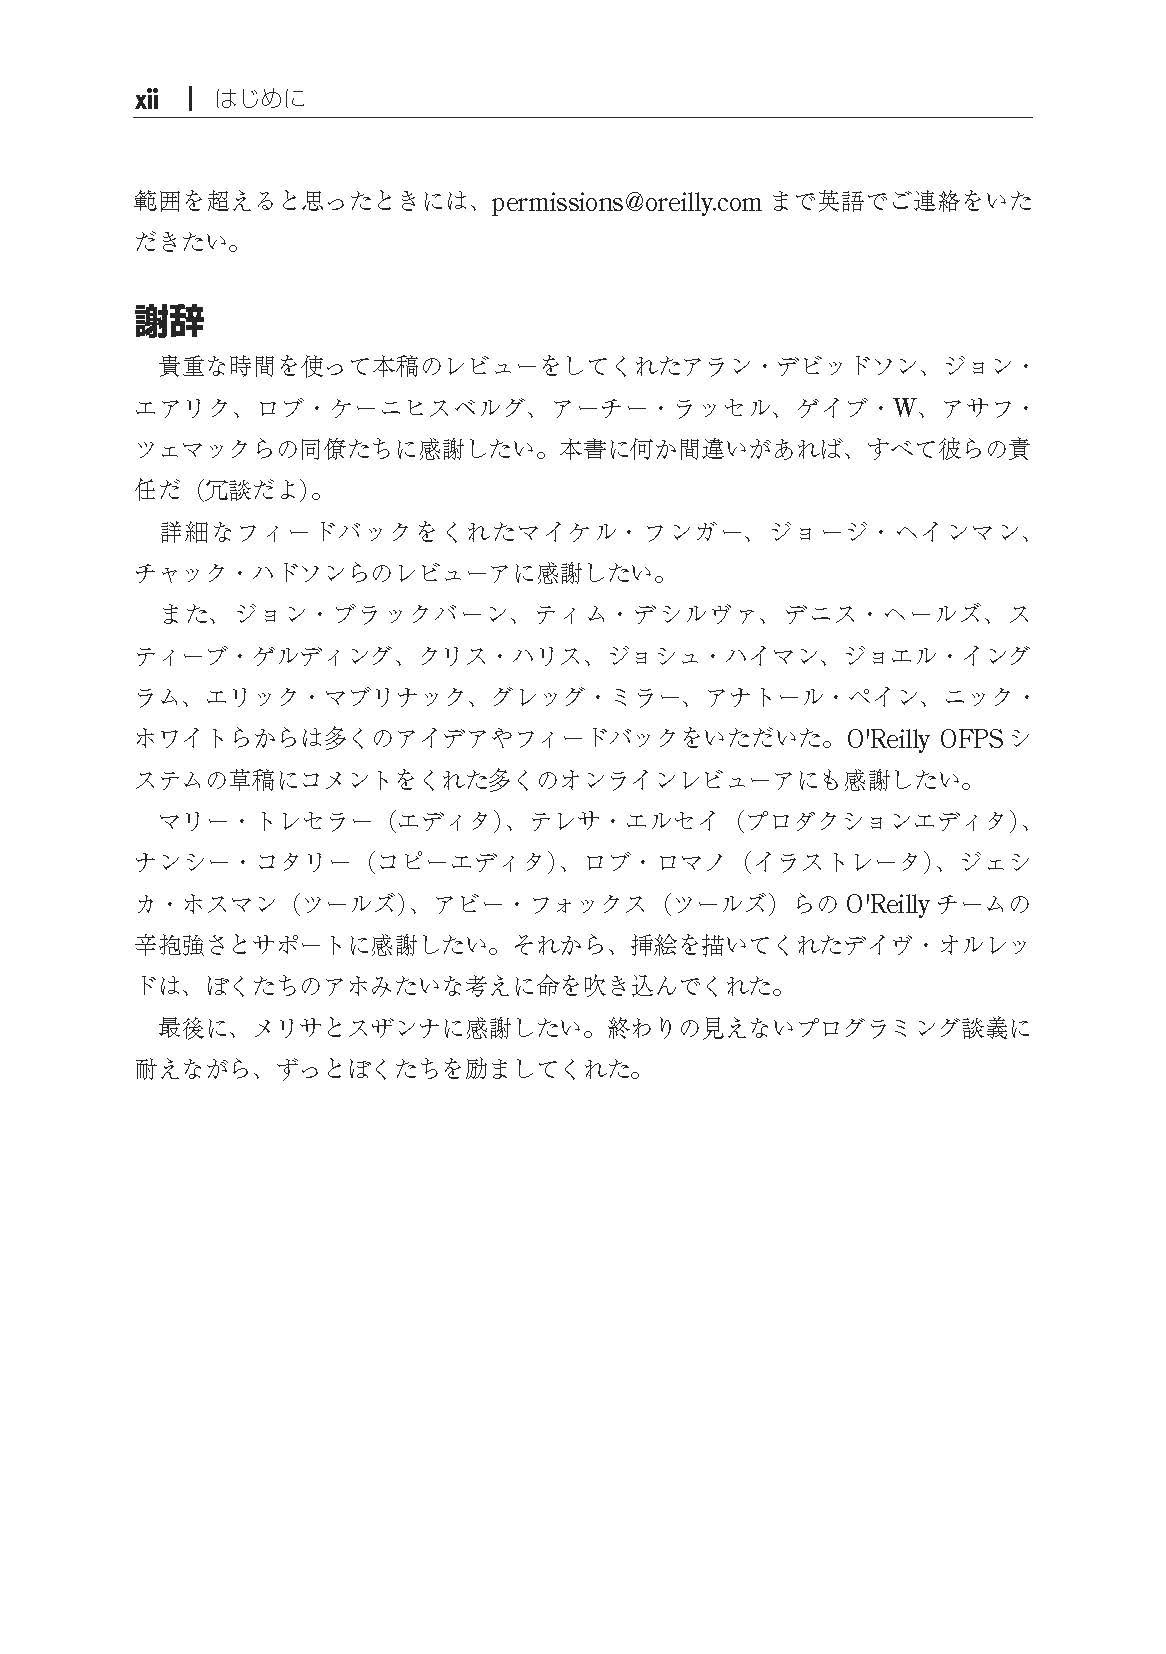 xii | はじめに
範囲を超えると思ったときには、permissions@oreilly.com まで英語でご連絡をいた
だきたい。
謝辞
貴重な時間を使って本稿のレビューをしてくれたアラン・デビッドソン、ジョン・
エアリク、ロブ・ケーニヒスベルグ、アーチー・ラッセル、ゲイブ・W、アサフ・
ツェマックらの同僚たちに感謝したい。本書に何か間違いがあれば、すべて彼らの責
任だ（冗談だよ）。
詳細なフィードバックをくれたマイケル・フンガー、ジョージ・ヘインマン、
チャック・ハドソンらのレビューアに感謝したい。
また、ジョン・ブラックバーン、ティム・デシルヴァ、デニス・ヘールズ、ス
ティーブ・ゲルディング、クリス・ハリス、ジョシュ・ハイマン、ジョエル・イング
ラム、エリック・マブリナック、グレッグ・ミラー、アナトール・ペイン、ニック・
ホワイトらからは多くのアイデアやフィードバックをいただいた。O'Reilly OFPS シ
ステムの草稿にコメントをくれた多くのオンラインレビューアにも感謝したい。
マリー・トレセラー（エディタ）、テレサ・エルセイ（プロダクションエディタ）、
ナンシー・コタリー（コピーエディタ）、ロブ・ロマノ（イラストレータ）、ジェシ
カ・ホスマン（ツールズ）、アビー・フォックス（ツールズ）らの O'Reilly チームの
辛抱強さとサポートに感謝したい。それから、挿絵を描いてくれたデイヴ・オルレッ
ドは、ぼくたちのアホみたいな考えに命を吹き込んでくれた。
最後に、メリサとスザンナに感謝したい。終わりの見えないプログラミング談義に
耐えながら、ずっとぼくたちを励ましてくれた。